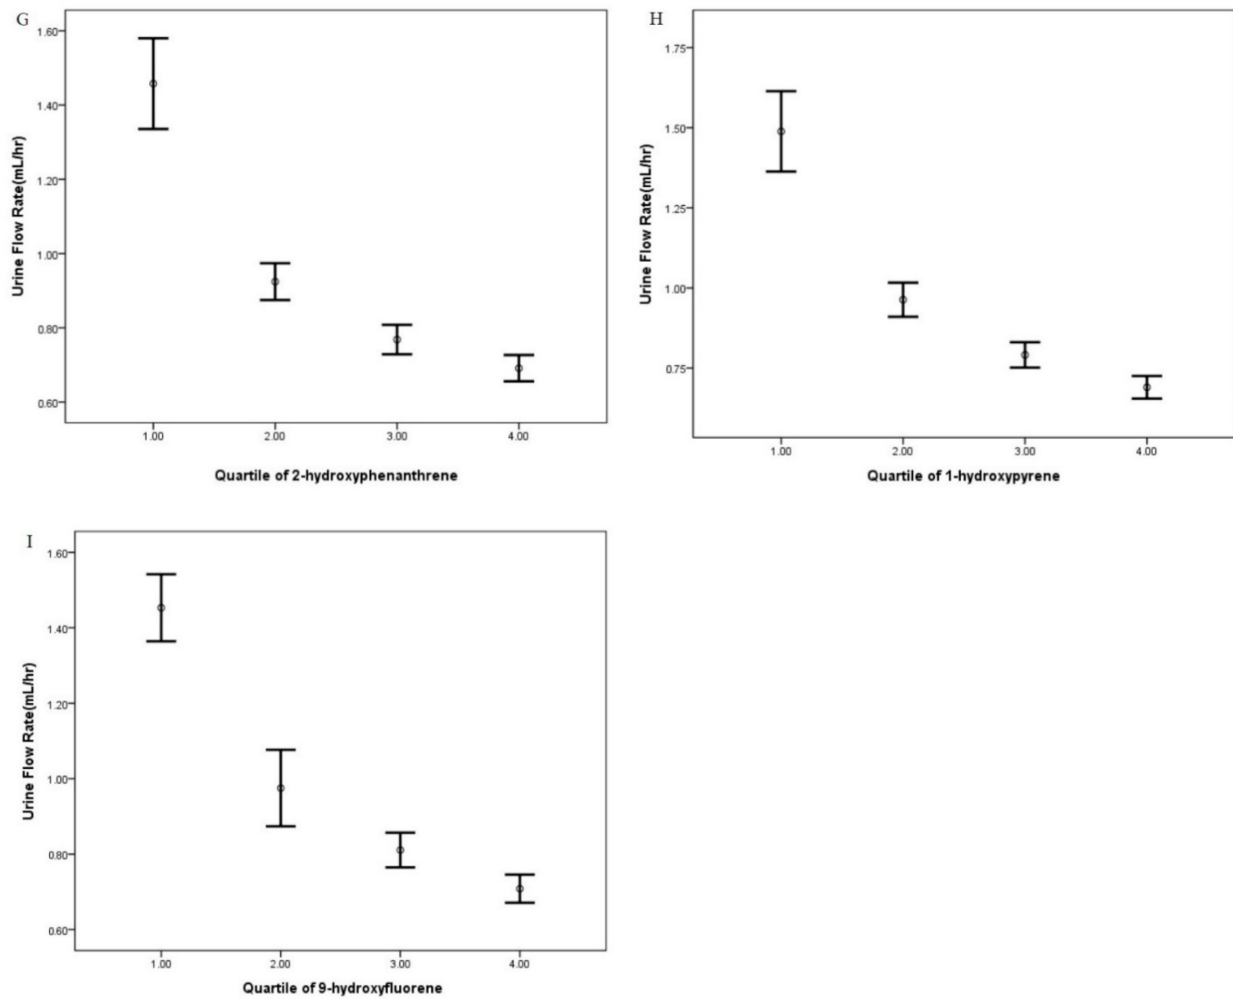 G
1.60
1.40
1.20
1.00
0.80
0.60
Urine Flow Rate(mL/hr)
1.00 2.00 3.00 4.00
Quartile of 2-hydroxyphenanthrene
H
1.75
1.50
1.25
1.00
0.75
Urine Flow Rate(mL/hr)
1.00 2.00 3.00 4.00
Quartile of 1-hydroxypyrene
I
1.60
1.40
1.20
1.00
0.80
0.60
Urine Flow Rate(mL/hr)
1.00 2.00 3.00 4.00
Quartile of 9-hydroxyfluorene